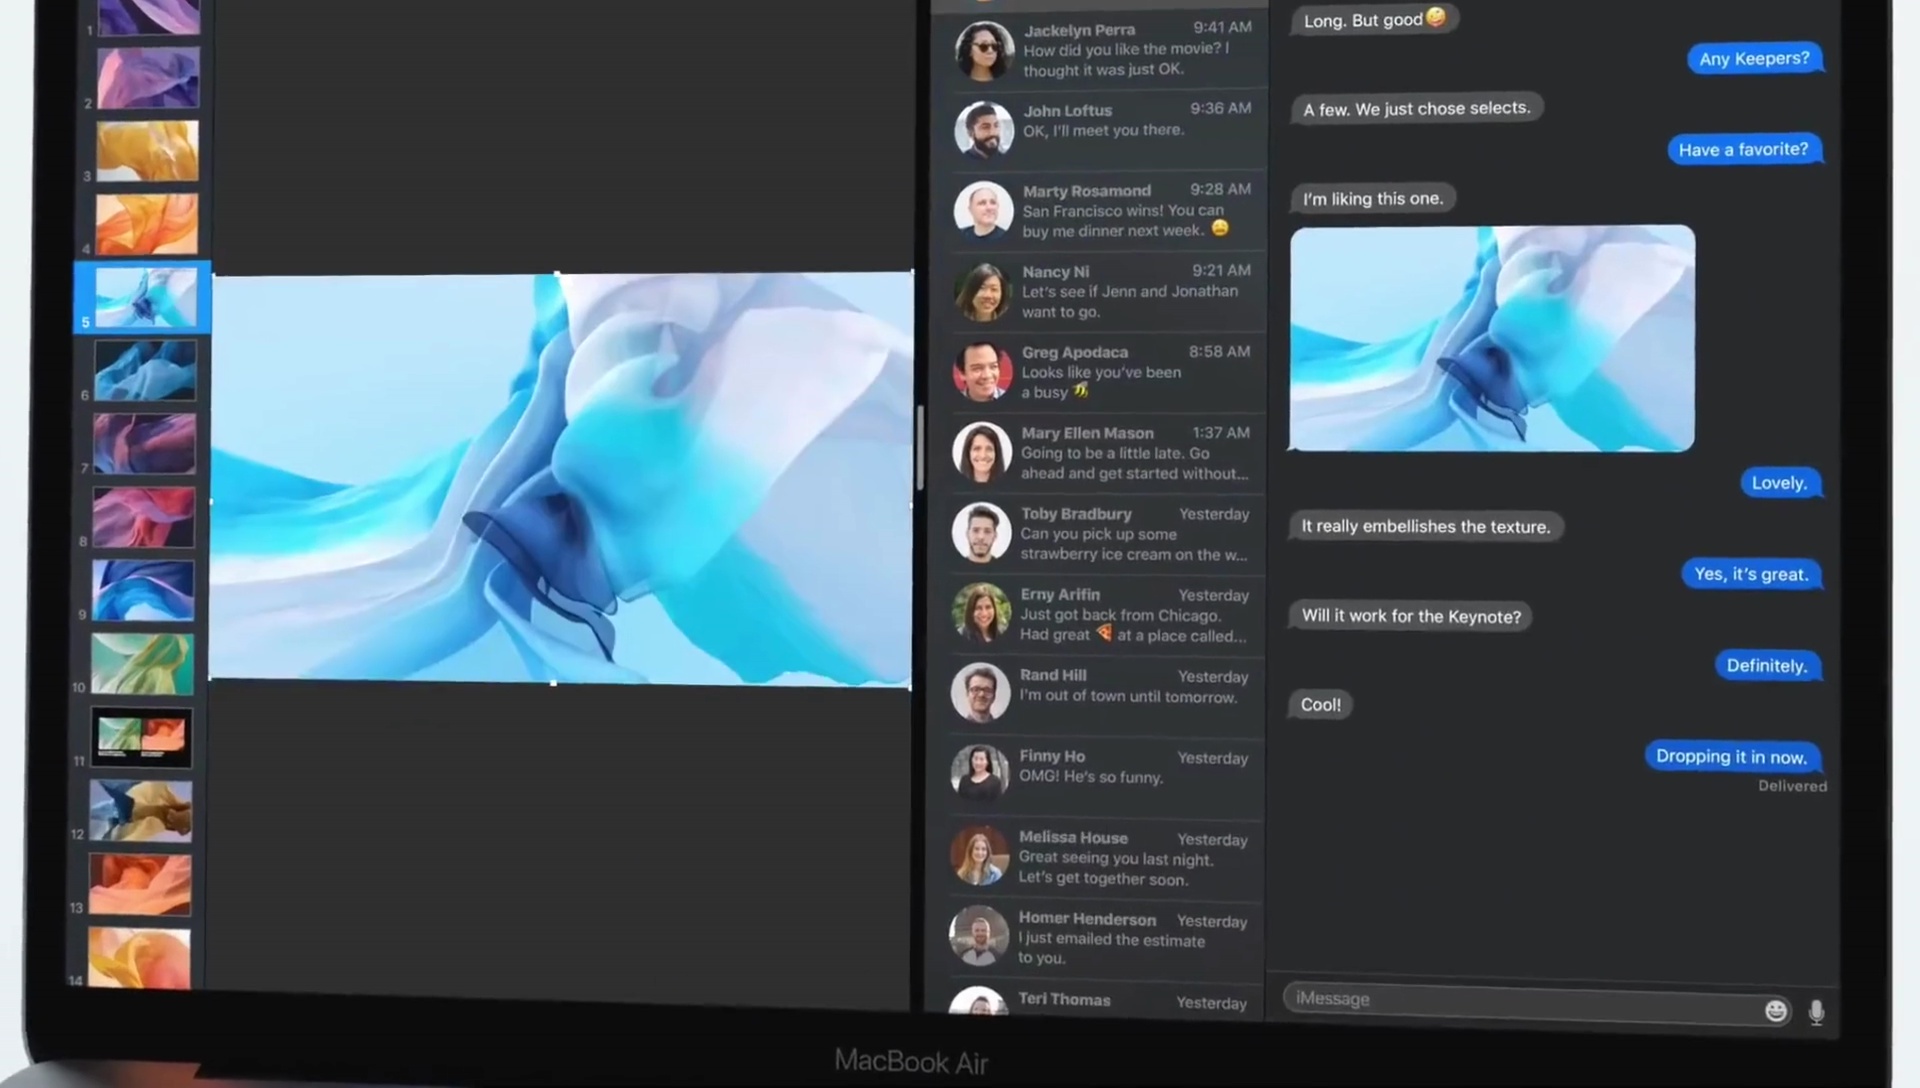 1
2
3
4
5
6
7
8
9
10
11
12
13
14
Jackelyn Perra 9:41 AM
How did you like the movie? I
thought it was just OK.
John Loftus 9:36 AM
OK, I'll meet you there.
Marty Rosamond 9:28 AM
San Francisco wins! You can
buy me dinner next week. 😩
Nancy Ni 9:21 AM
Let's see if Jenn and Jonathan
want to go.
Greg Apodaca 8:58 AM
Looks like you've been
a busy 🐝
Mary Ellen Mason 1:37 AM
Going to be a little late. Go
ahead and get started without...
Toby Bradbury Yesterday
Can you pick up some
strawberry ice cream on the w...
Erny Arifin Yesterday
Just got back from Chicago.
Had great 🍕 at a place called...
Rand Hill Yesterday
I'm out of town until tomorrow.
Finny Ho Yesterday
OMG! He's so funny.
Melissa House Yesterday
Great seeing you last night.
Let's get together soon.
Homer Henderson Yesterday
I just emailed the estimate
to you.
Teri Thomas Yesterday
Long. But good 🤪
Any Keepers?
A few. We just chose selects.
Have a favorite?
I'm liking this one.
Lovely.
It really embellishes the texture.
Yes, it's great.
Will it work for the Keynote?
Definitely.
Cool!
Dropping it in now.
Delivered
iMessage
MacBook Air